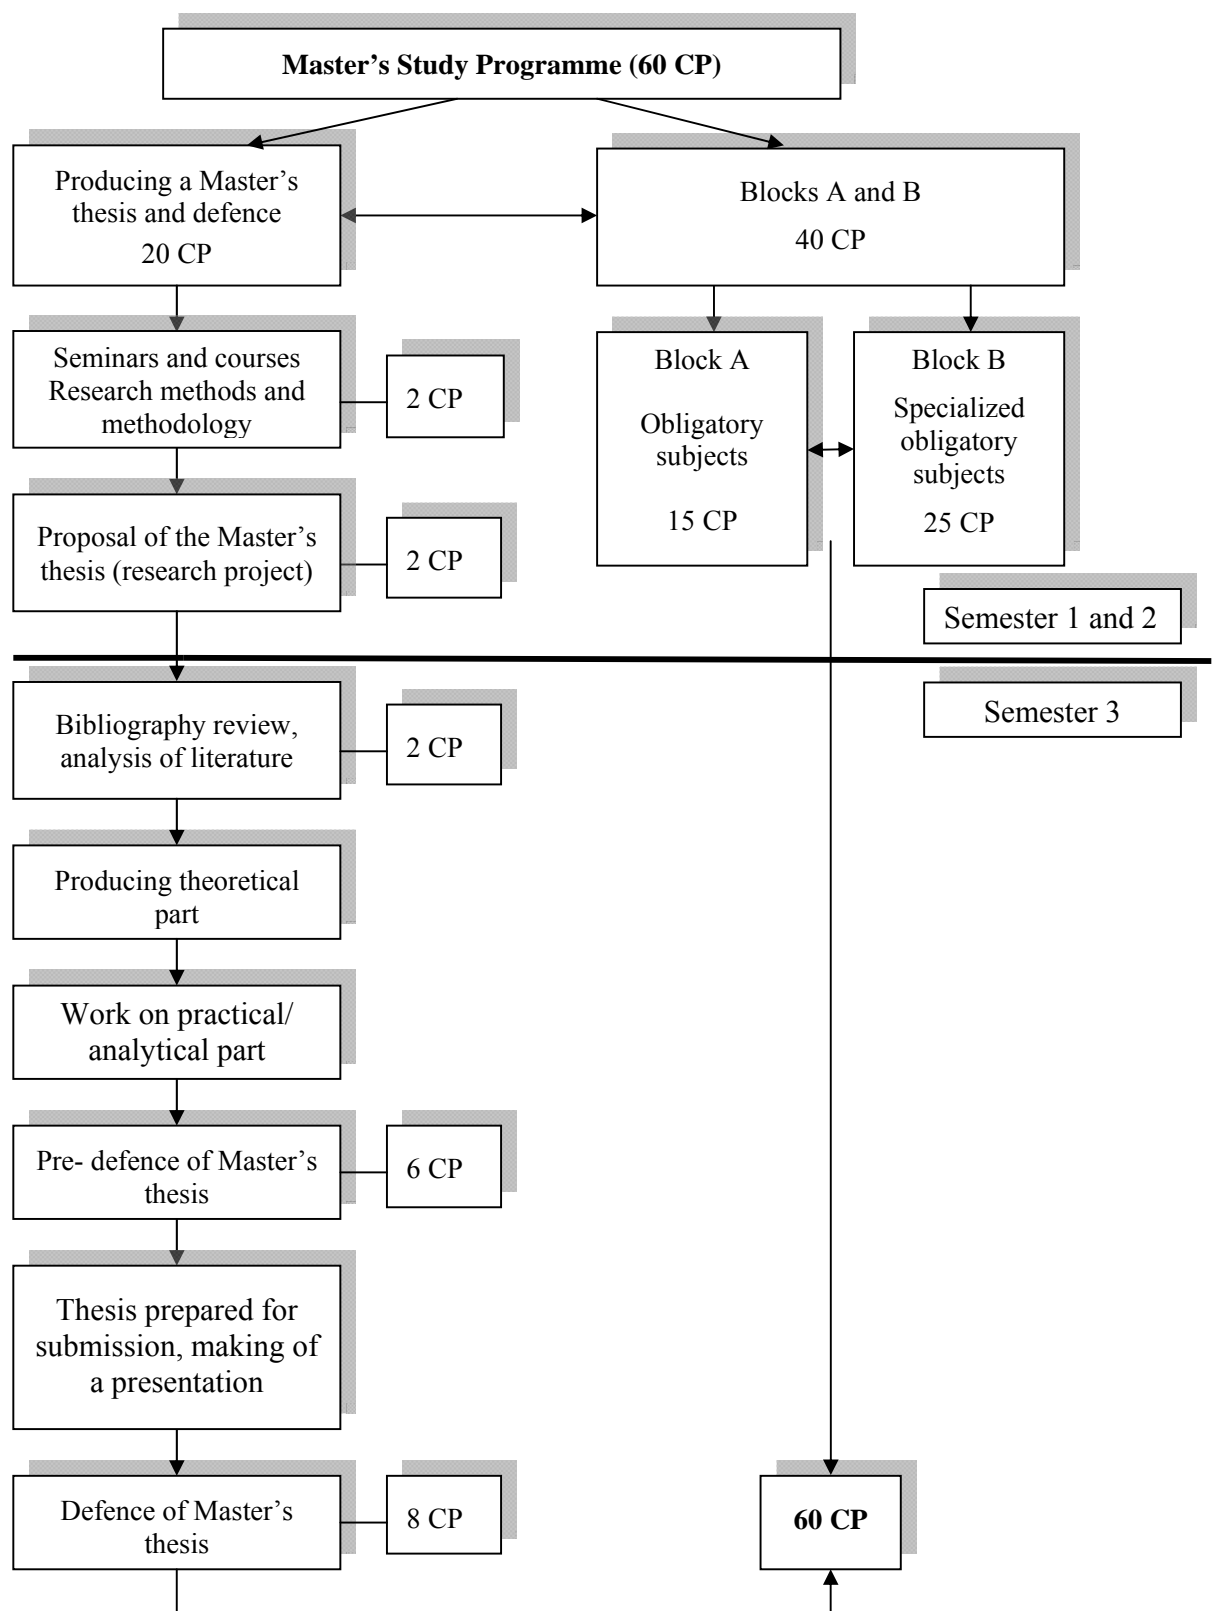 Master’s Study Programme (60 CP)
Producing a Master’s
thesis and defence
20 CP
Blocks A and B
40 CP
Seminars and courses
Research methods and
methodology
2 CP
Block A
Obligatory
subjects
15 CP
Block B
Specialized
obligatory
subjects
25 CP
Proposal of the Master’s
thesis (research project)
2 CP
Semester 1 and 2
Semester 3
Bibliography review,
analysis of literature
2 CP
Producing theoretical
part
Work on practical/
analytical part
Pre- defence of Master’s
thesis
6 CP
Thesis prepared for
submission, making of
a presentation
Defence of Master’s
thesis
8 CP
60 CP